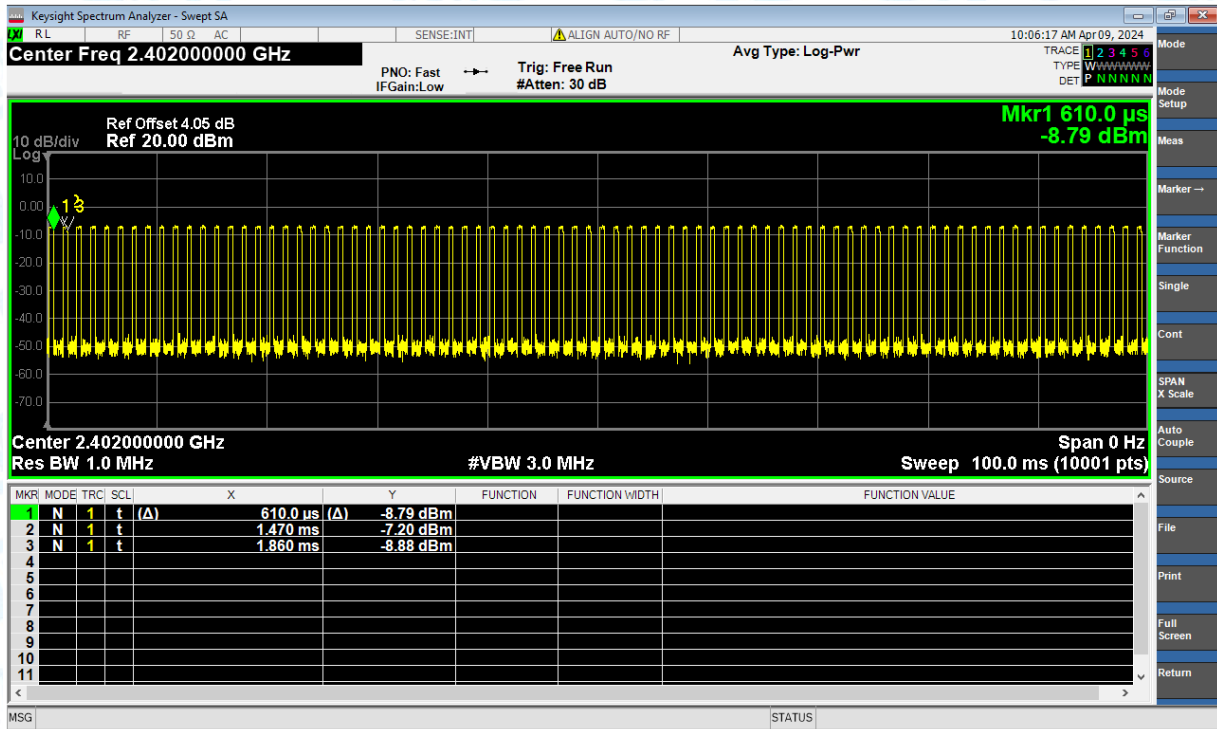 Keysight Spectrum Analyzer - Swept SA
LXI RL RF 50 Ω AC SENSE:INT ALIGN AUTO/NO RF 10:06:17 AM Apr 09, 2024
Center Freq 2.402000000 GHz
Avg Type: Log-Pwr
TRACE 1 2 3 4 5 6
TYPE WWWWWW
DET P N N N N N
PNO: Fast
IFGain:Low
Trig: Free Run
#Atten: 30 dB
Mkr1 610.0 µs
-8.79 dBm
Ref Offset 4.05 dB
10 dB/div Ref 20.00 dBm
Log
10.0
0.00
-10.0
-20.0
-30.0
-40.0
-50.0
-60.0
-70.0
1 3
Center 2.402000000 GHz Span 0 Hz
Res BW 1.0 MHz #VBW 3.0 MHz Sweep 100.0 ms (10001 pts)
MKR MODE TRC SCL X Y FUNCTION FUNCTION WIDTH FUNCTION VALUE
1 N 1 t (Δ) 610.0 µs (Δ) -8.79 dBm
2 N 1 t 1.470 ms -7.20 dBm
3 N 1 t 1.860 ms -8.88 dBm
4
5
6
7
8
9
10
11
MSG STATUS
Mode
Mode
Setup
Meas
Marker →
Marker
Function
Single
Cont
SPAN
X Scale
Auto
Couple
Source
File
Print
Full
Screen
Return